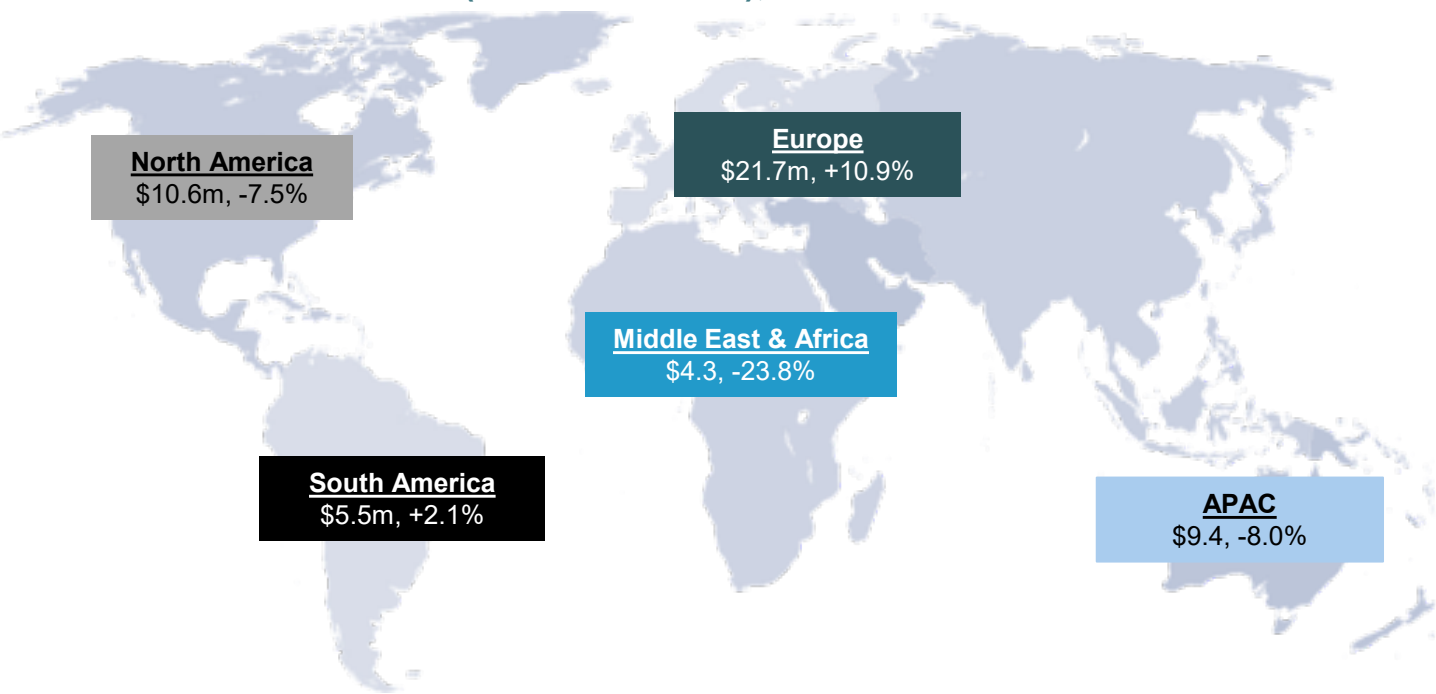 North America
$10.6m, -7.5%
Europe
$21.7m, +10.9%
Middle East & Africa
$4.3, -23.8%
South America
$5.5m, +2.1%
APAC
$9.4, -8.0%